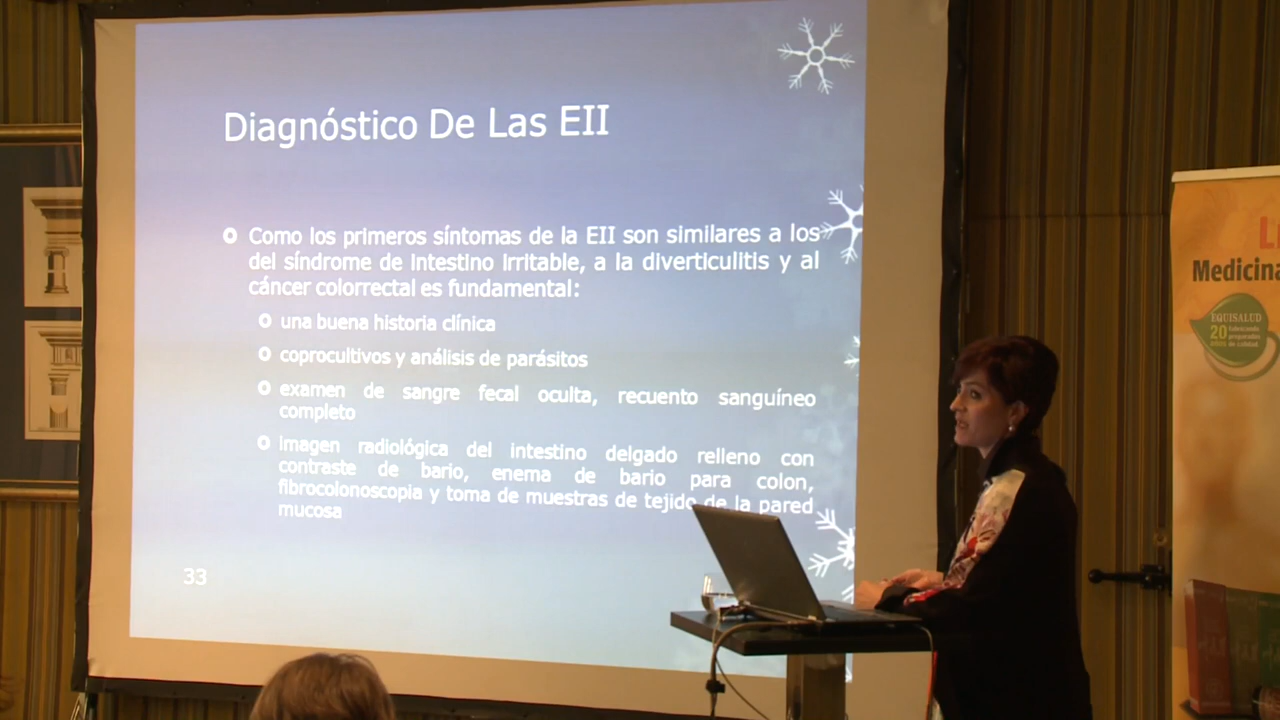 Diagnóstico De Las EII
Como los primeros síntomas de la EII son similares a los
del síndrome de intestino irritable, a la diverticulitis y al
cáncer colorrectal es fundamental:
una buena historia clínica
coprocultivos y análisis de parásitos
examen de sangre fecal oculta, recuento sanguíneo
completo
imagen radiológica del intestino delgado relleno con
contraste de bario, enema de bario para colon,
fibrocolonoscopia y toma de muestras de tejido de la pared
mucosa
33
L
Medicina
EQUISALUD
20